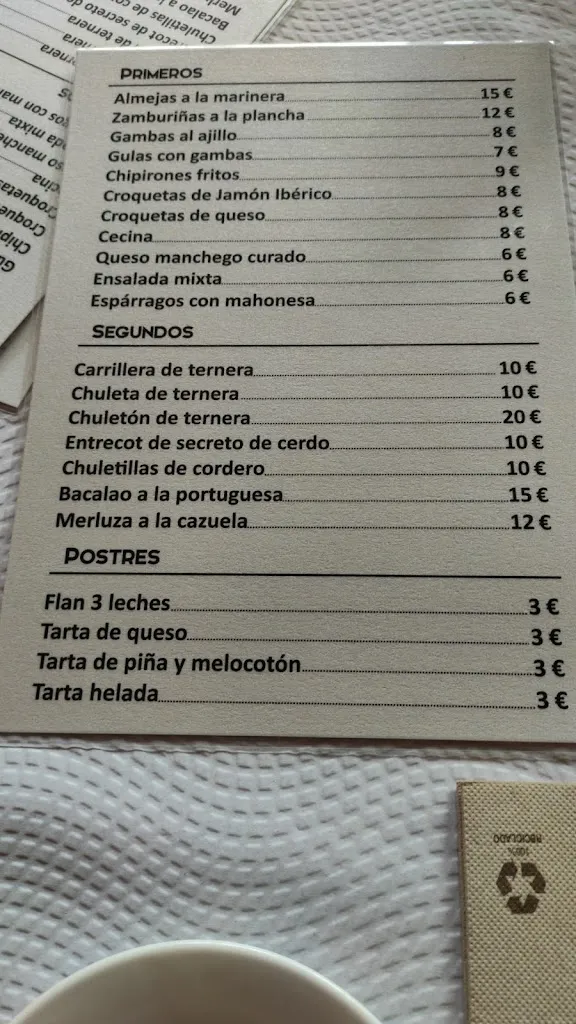 PRIMEROS
Almejas a la marinera 15 €
Zamburiñas a la plancha 12 €
Gambas al ajillo 8 €
Gulas con gambas 7 €
Chipirones fritos 9 €
Croquetas de Jamón Ibérico 8 €
Croquetas de queso 8 €
Cecina 8 €
Queso manchego curado 6 €
Ensalada mixta 6 €
Espárragos con mahonesa 6 €
SEGUNDOS
Carrillera de ternera 10 €
Chuleta de ternera 10 €
Chuletón de ternera 20 €
Entrecot de secreto de cerdo 10 €
Chuletillas de cordero 10 €
Bacalao a la portuguesa 15 €
Merluza a la cazuela 12 €
POSTRES
Flan 3 leches 3 €
Tarta de queso 3 €
Tarta de piña y melocotón 3 €
Tarta helada 3 €
100%
RECICLADO